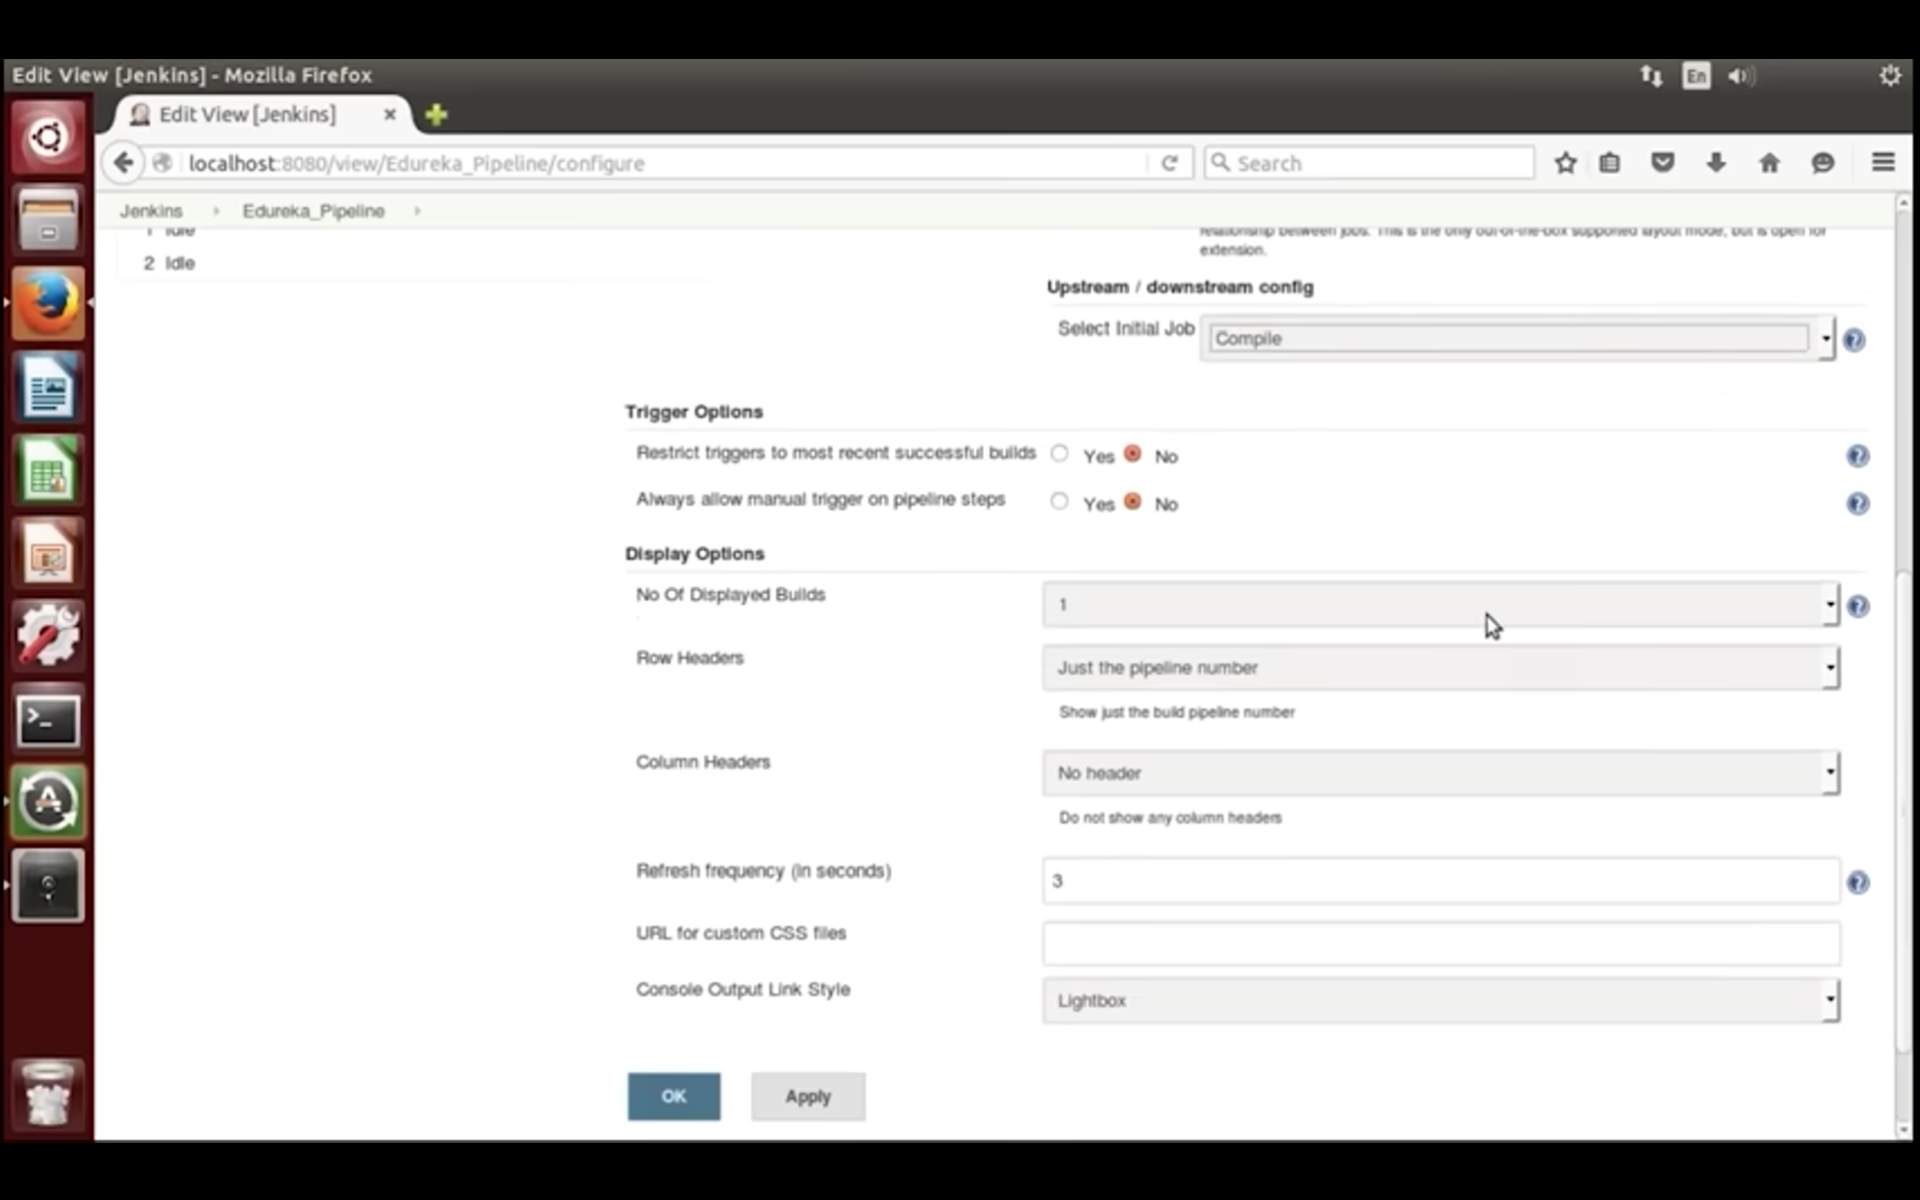 Edit View [Jenkins] - Mozilla Firefox
En
Edit View [Jenkins]
localhost:8080/view/Edureka_Pipeline/configure
Search
Jenkins
Edureka_Pipeline
1 Idle
2 Idle
relationship between jobs. This is the only out-of-the-box supported layout mode, but is open for
extension.
Upstream / downstream config
Select Initial Job
Compile
Trigger Options
Restrict triggers to most recent successful builds
Yes
No
Always allow manual trigger on pipeline steps
Yes
No
Display Options
No Of Displayed Builds
1
Row Headers
Just the pipeline number
Show just the build pipeline number
Column Headers
No header
Do not show any column headers
Refresh frequency (in seconds)
3
URL for custom CSS files
Console Output Link Style
Lightbox
OK
Apply